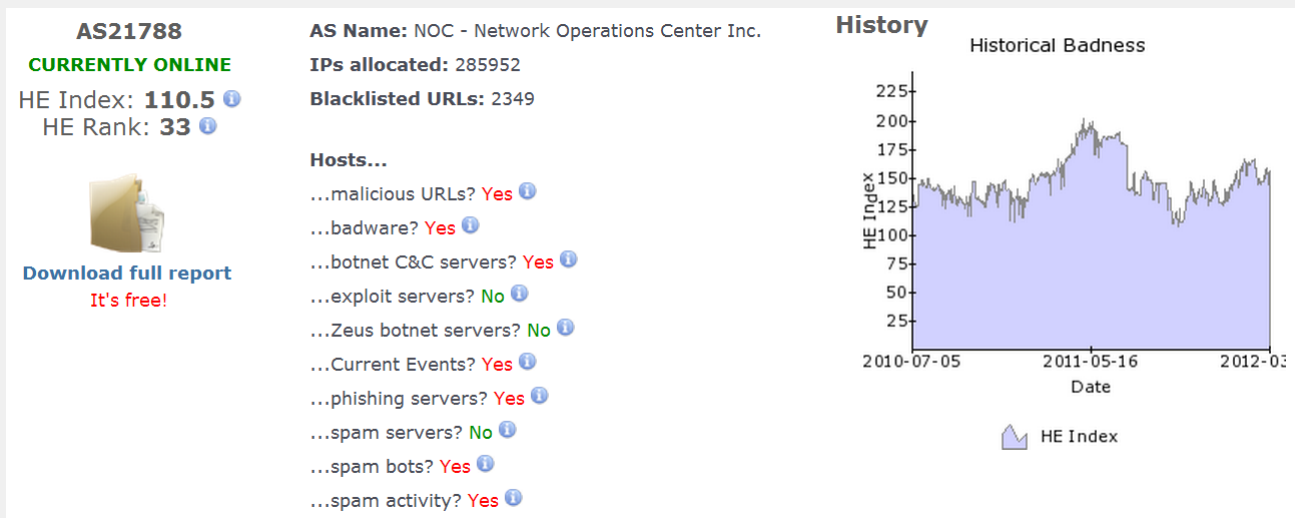 AS21788
CURRENTLY ONLINE
HE Index: 110.5
HE Rank: 33
Download full report
It's free!
AS Name: NOC - Network Operations Center Inc.
IPs allocated: 285952
Blacklisted URLs: 2349
Hosts...
...malicious URLs? Yes
...badware? Yes
...botnet C&C servers? Yes
...exploit servers? No
...Zeus botnet servers? No
...Current Events? Yes
...phishing servers? Yes
...spam servers? No
...spam bots? Yes
...spam activity? Yes
History
Historical Badness
225
200
175
150
125
100
75
50
25
HE Index
2010-07-05 2011-05-16 2012-03
Date
HE Index